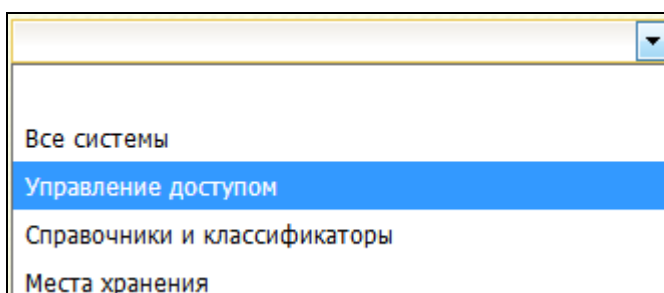 Все системы
Управление доступом
Справочники и классификаторы
Места хранения